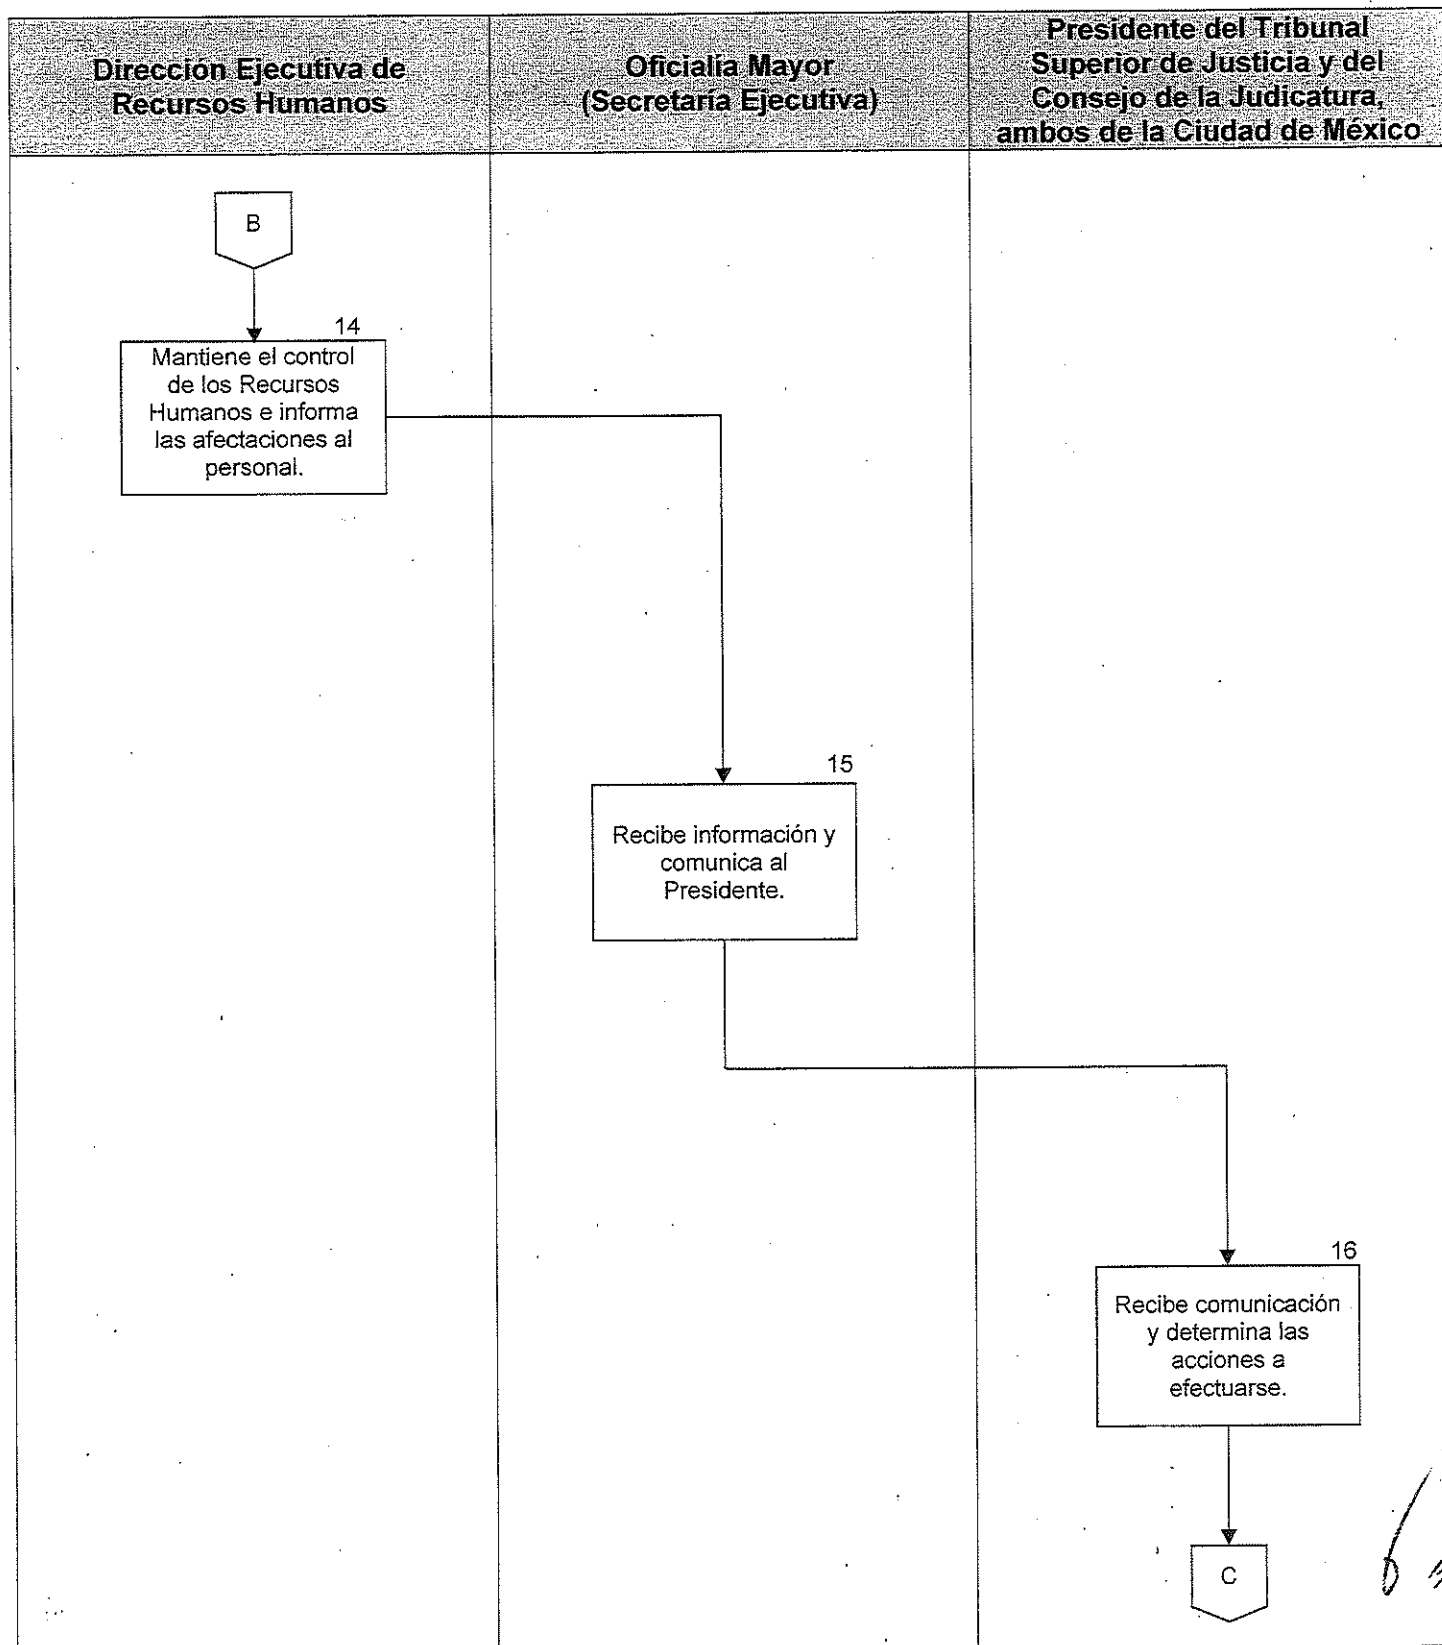 Dirección Ejecutiva de
Recursos Humanos
Oficialía Mayor
(Secretaría Ejecutiva)
Presidente del Tribunal
Superior de Justicia y del
Consejo de la Judicatura,
ambos de la Ciudad de México
B
14
Mantiene el control
de los Recursos
Humanos e informa
las afectaciones al
personal.
15
Recibe información y
comunica al
Presidente.
16
Recibe comunicación
y determina las
acciones a
efectuarse.
C